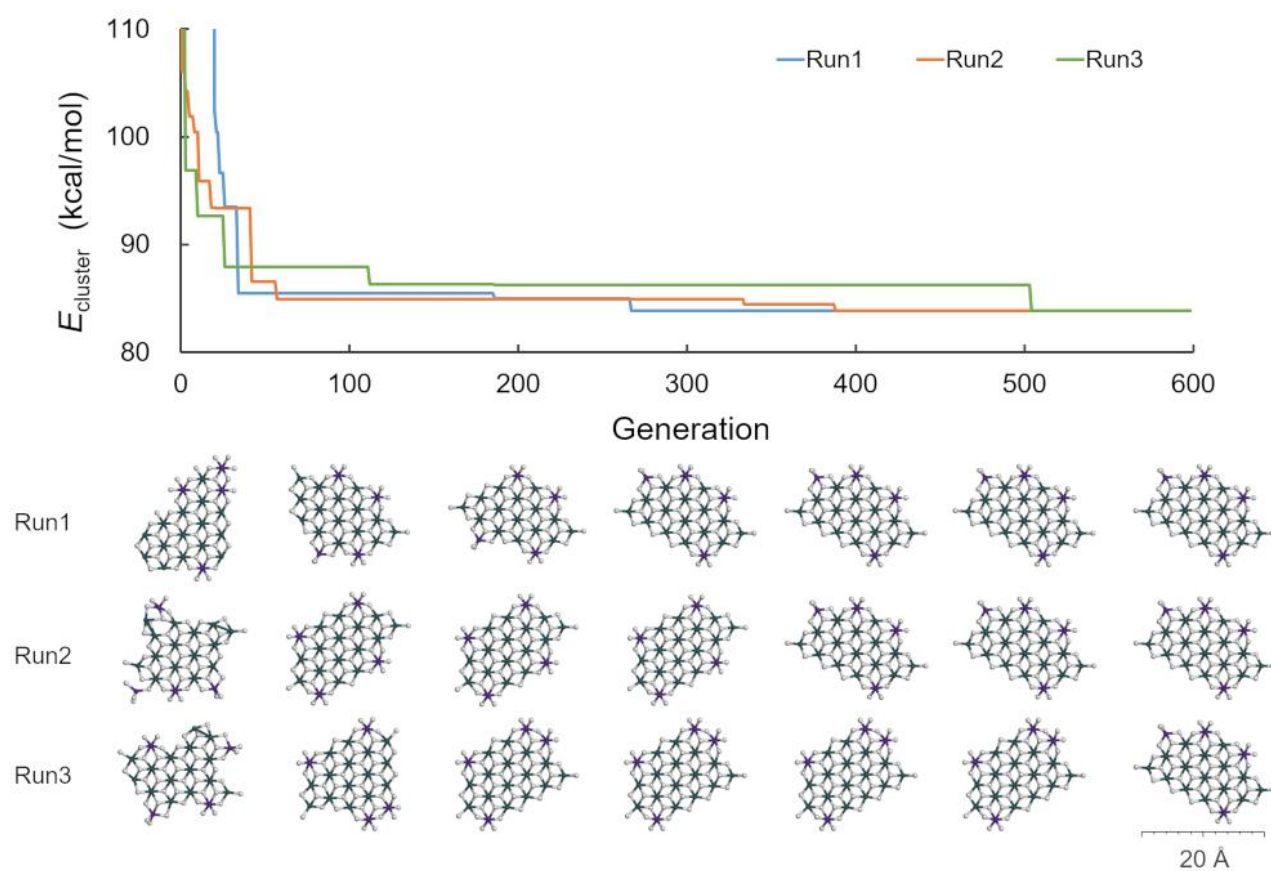 110
100
90
80
E cluster (kcal/mol)
Run1 Run2 Run3
0 100 200 300 400 500 600
Generation
Run1
Run2
Run3
20 Å